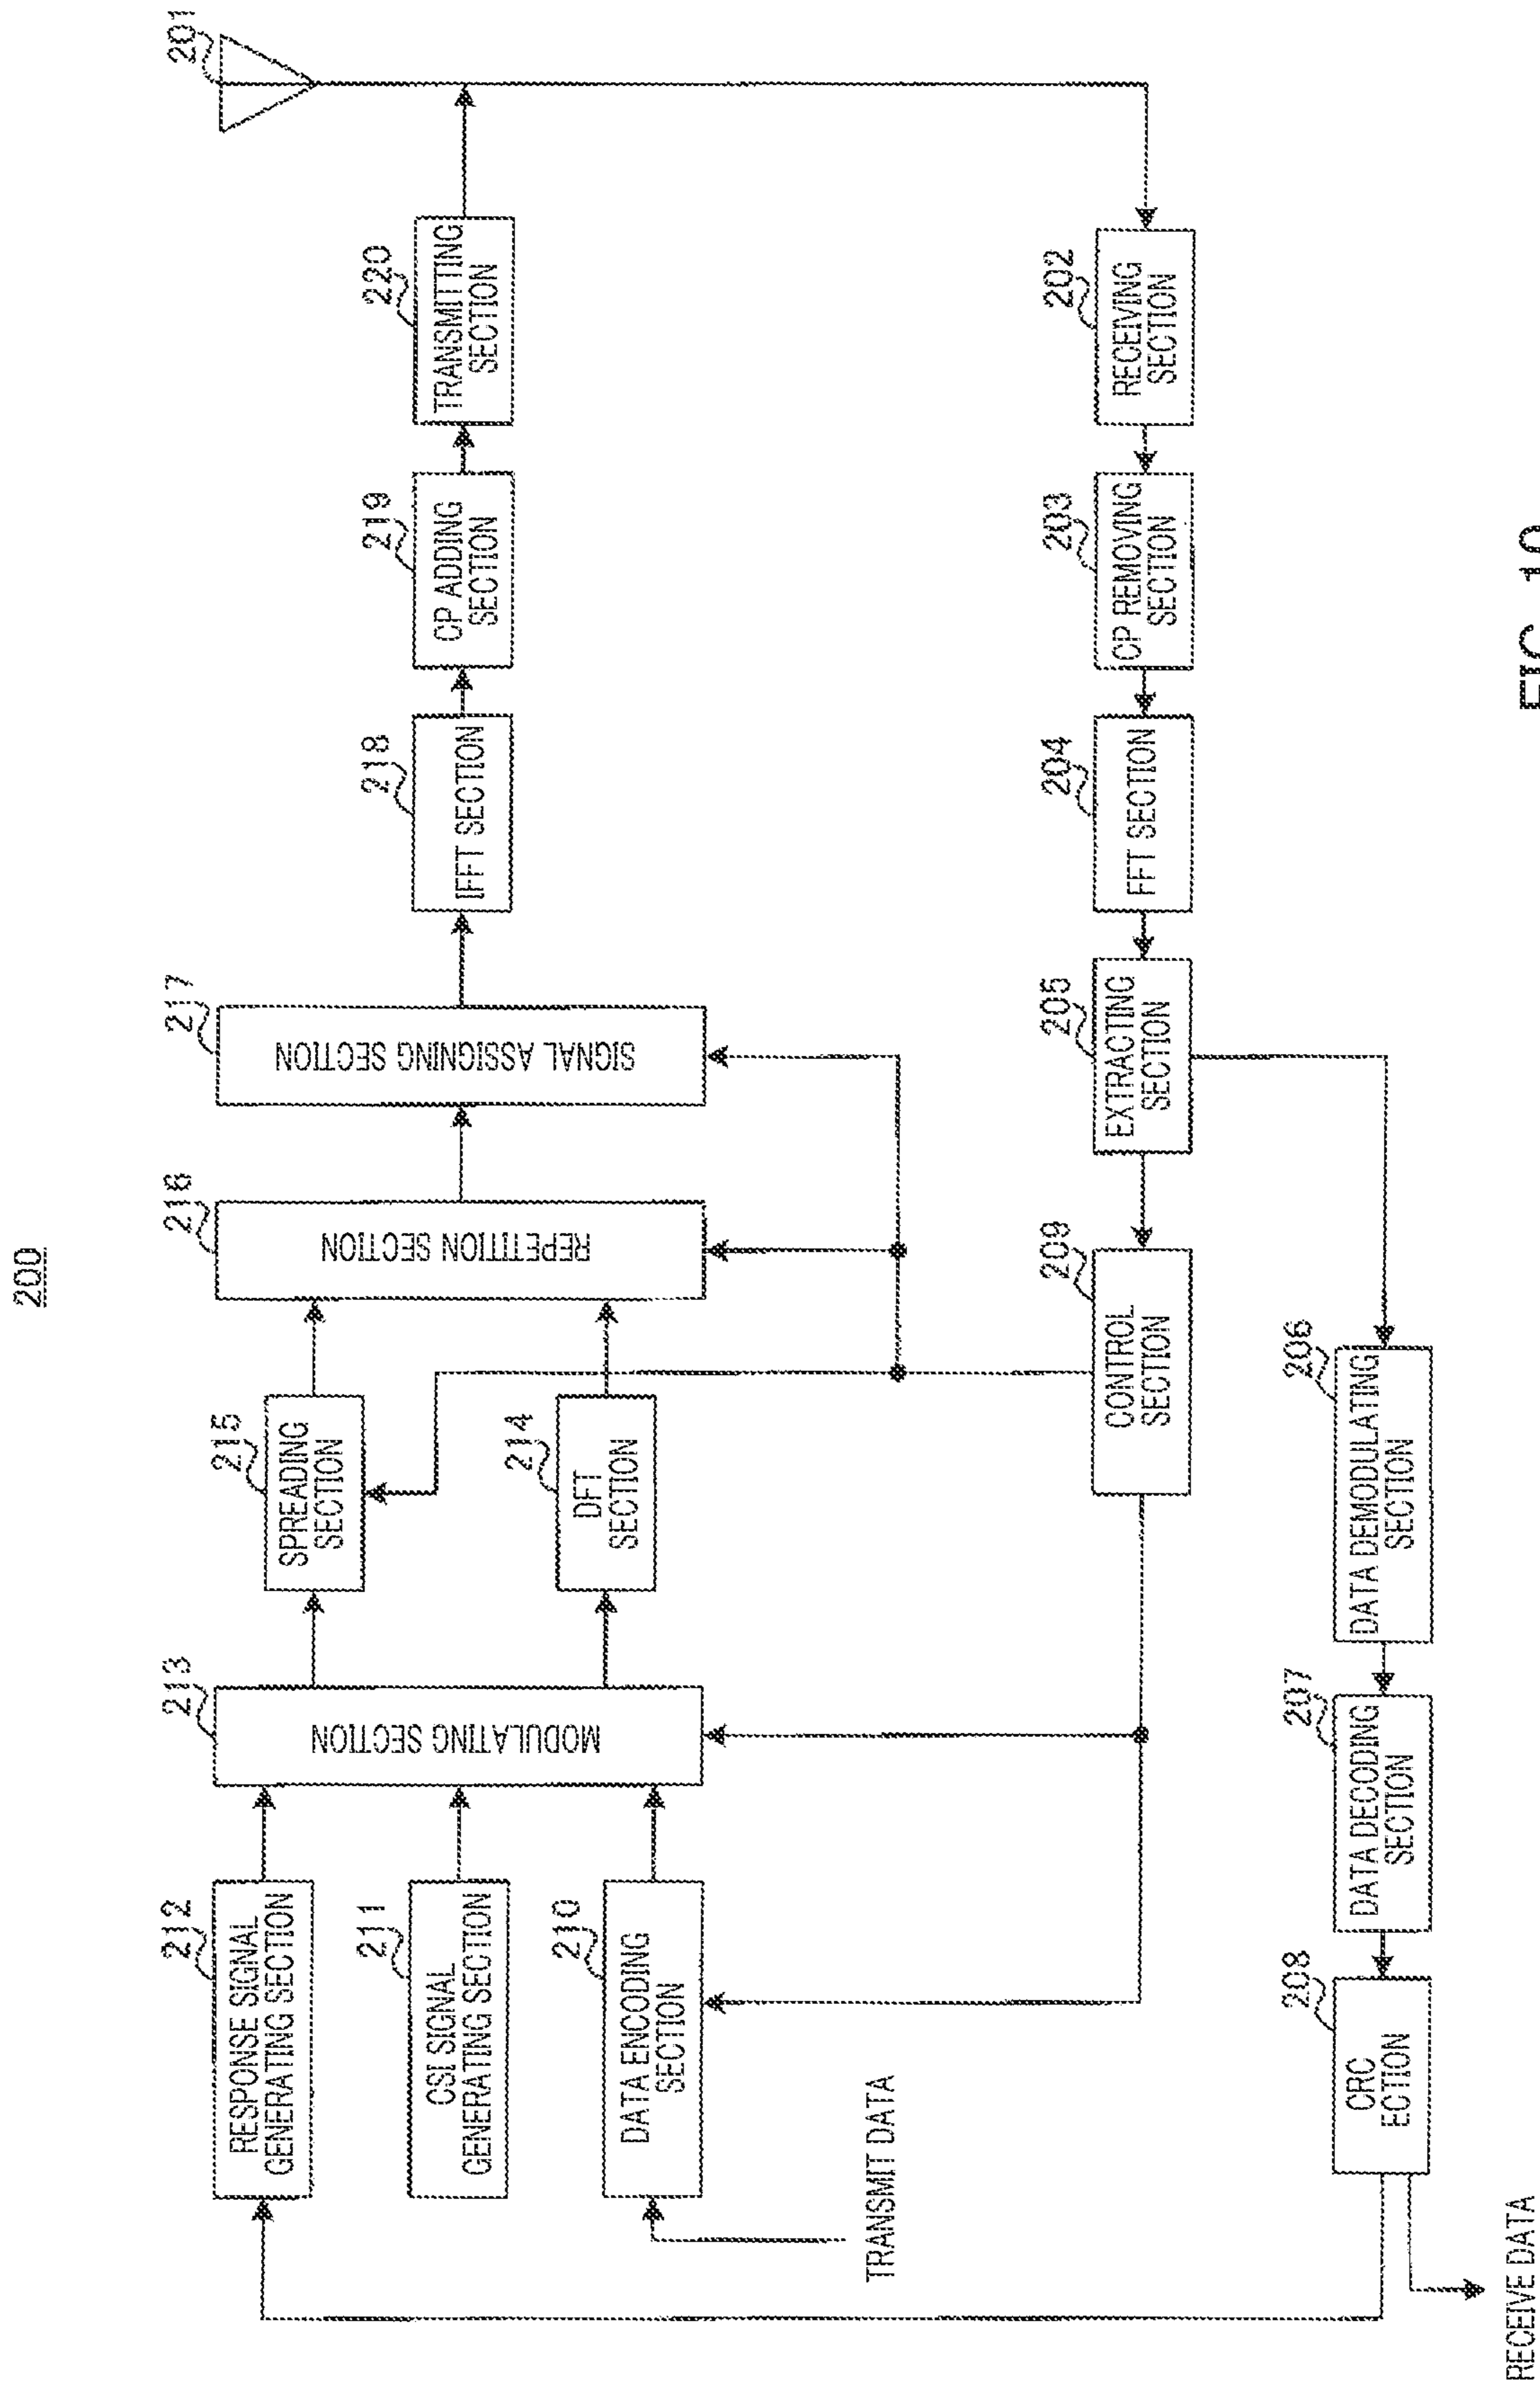 200
201
212
RESPONSE SIGNAL
GENERATING SECTION
211
CSI SIGNAL
GENERATING SECTION
210
DATA ENCODING
SECTION
TRANSMIT DATA
213
MODULATING SECTION
215
SPREADING
SECTION
214
DFT
SECTION
216
REPETITION SECTION
217
SIGNAL ASSIGNING SECTION
218
IFFT SECTION
219
CP ADDING
SECTION
220
TRANSMITTING
SECTION
209
CONTROL
SECTION
205
EXTRACTING
SECTION
204
FFT SECTION
203
CP REMOVING
SECTION
202
RECEIVING
SECTION
208
CRC
ECTION
207
DATA DECODING
SECTION
206
DATA DEMODULATING
SECTION
RECEIVE DATA
FIG.